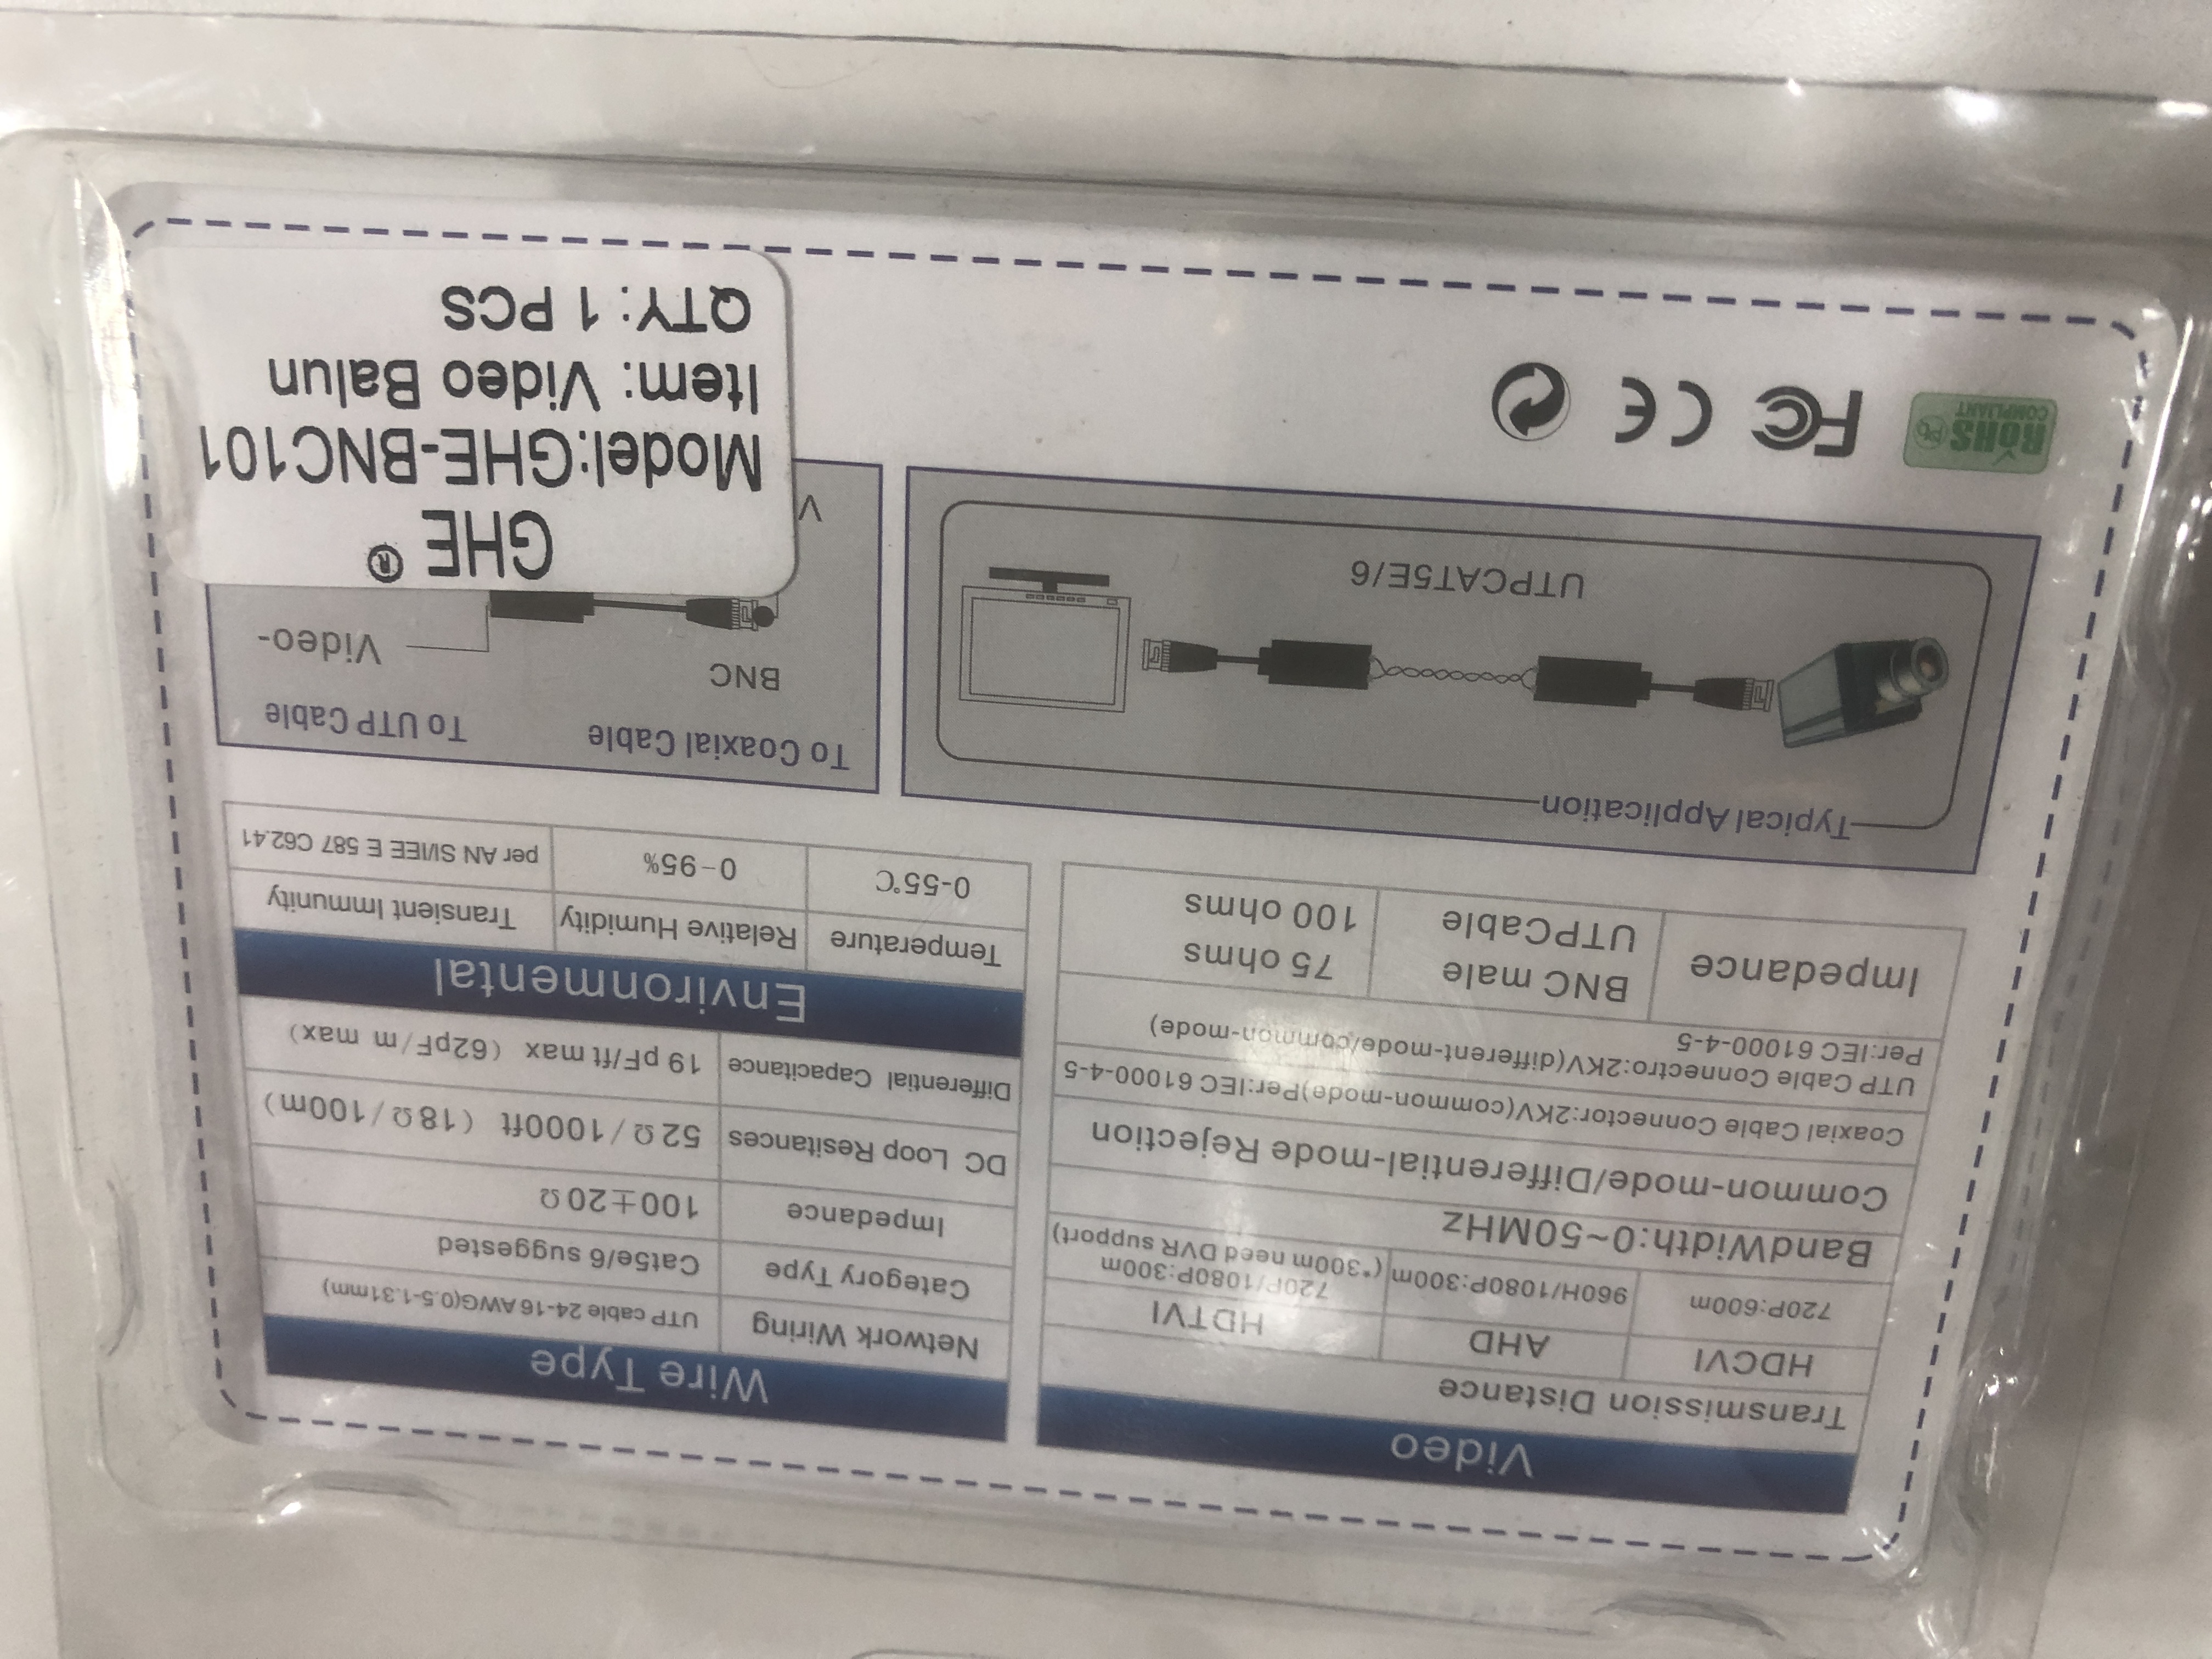 Video
Transmission Distance
HDCVI AHD HDTVI
720P:600m 960H/1080P:300m 720P/1080P:300m
(*300m need DVR support)
BandWidth:0~50MHz
Common-mode/Differential-mode Rejection
Coaxial Cable Connector:2KV(common-mode)Per:IEC 61000-4-5
UTP Cable Connectro:2KV(different-mode/common-mode)
Per:IEC 61000-4-5
Impedance
BNC male 75 ohms
UTPCable 100 ohms
Wire Type
Network Wiring UTP cable 24-16 AWG(0.5-1.31mm)
Category Type Cat5e/6 suggested
Impedance 100±20Ω
DC Loop Resitances 52Ω/1000ft (18Ω/100m)
Differential Capacitance 19 pF/ft max (62pF/m max)
Environmental
Temperature Relative Humidity Transient Immunity
0-55℃ 0-95% per AN SI/IEE E 587 C62.41
Typical Application
UTPCAT5E/6
To Coaxial Cable To UTP Cable
BNC Video-
V
GHE ®
Model:GHE-BNC101
Item: Video Balun
QTY: 1 PCS
RoHS
COMPLIANT
FC CE